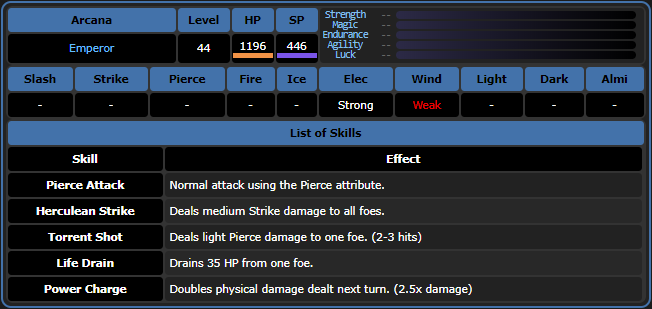 Arcana Level HP SP
Emperor 44 1196 446
Strength --
Magic --
Endurance --
Agility --
Luck --
Slash Strike Pierce Fire Ice Elec Wind Light Dark Almi
- - - - - Strong Weak - - -
List of Skills
Skill Effect
Pierce Attack Normal attack using the Pierce attribute.
Herculean Strike Deals medium Strike damage to all foes.
Torrent Shot Deals light Pierce damage to one foe. (2-3 hits)
Life Drain Drains 35 HP from one foe.
Power Charge Doubles physical damage dealt next turn. (2.5x damage)